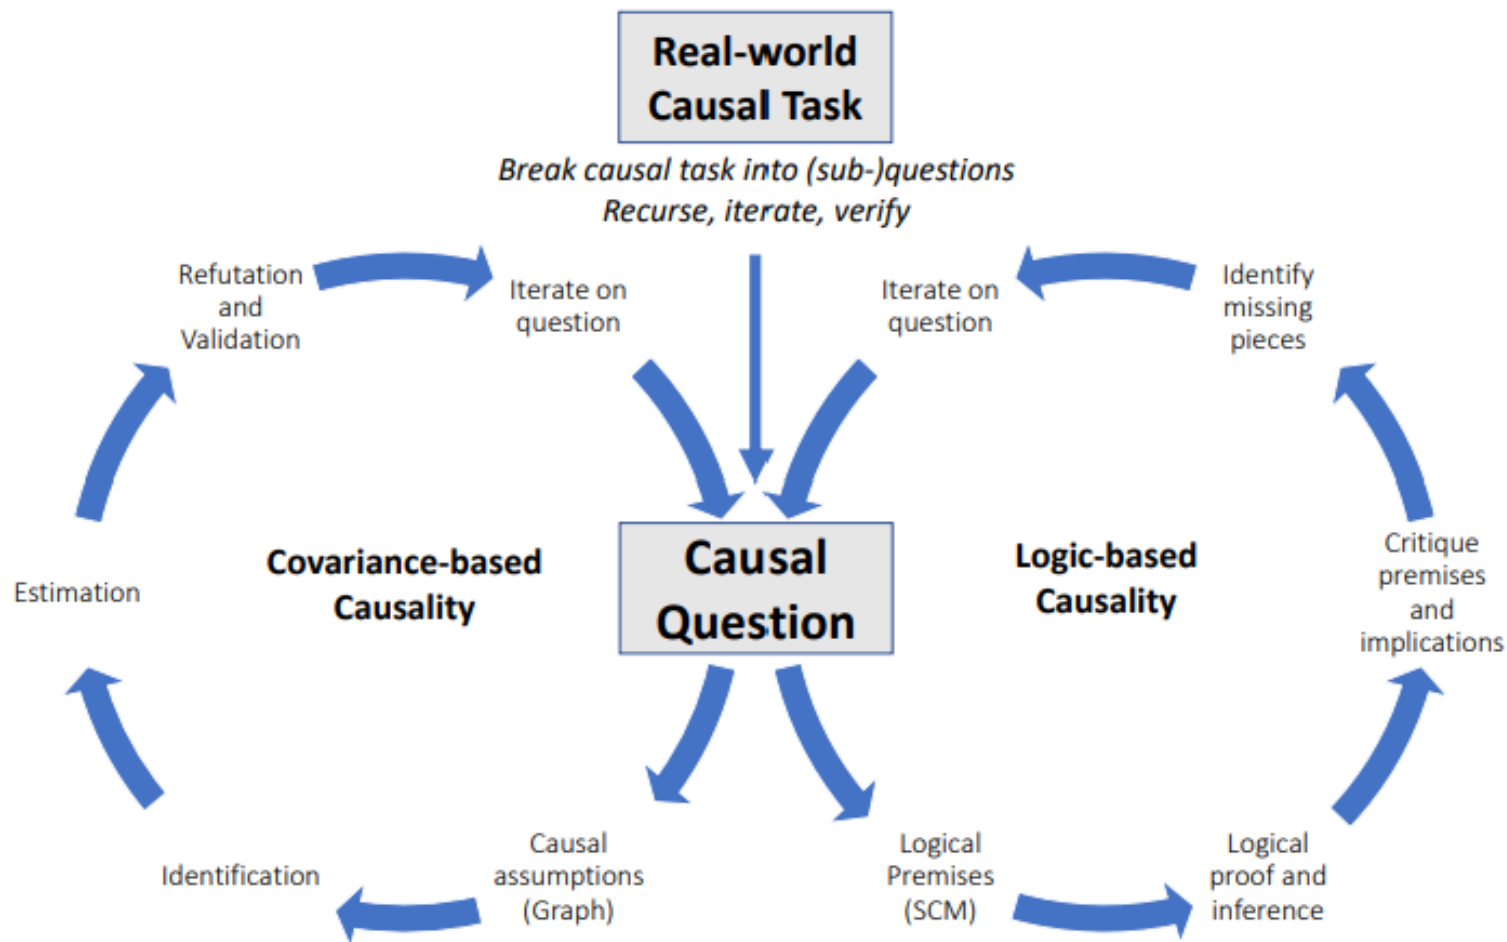 Real-world
Causal Task
Break causal task into (sub-)questions
Recurse, iterate, verify
Refutation
and
Validation
Iterate on
question
Iterate on
question
Identify
missing
pieces
Covariance-based
Causality
Causal
Question
Logic-based
Causality
Estimation
Critique
premises
and
implications
Identification
Causal
assumptions
(Graph)
Logical
Premises
(SCM)
Logical
proof and
inference